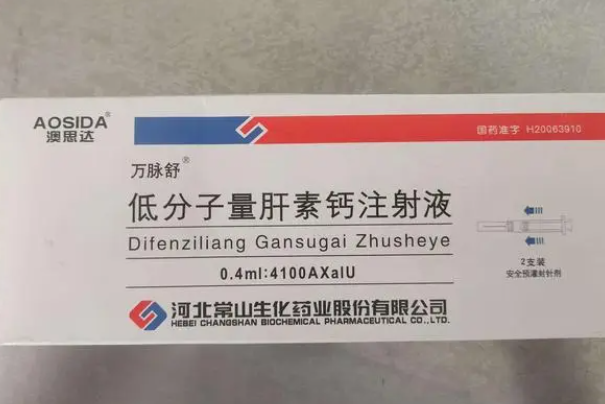 AOSIDA®
澳思达
国药准字 H20063910
万脉舒®
低分子量肝素钙注射液
Difenziliang Gansugai Zhusheye
0.4ml:4100AXaIU
2支装
安全预灌封针剂
河北常山生化药业股份有限公司
HEBEI CHANGSHAN BIOCHEMICAL PHARMACEUTICAL CO.,LTD.